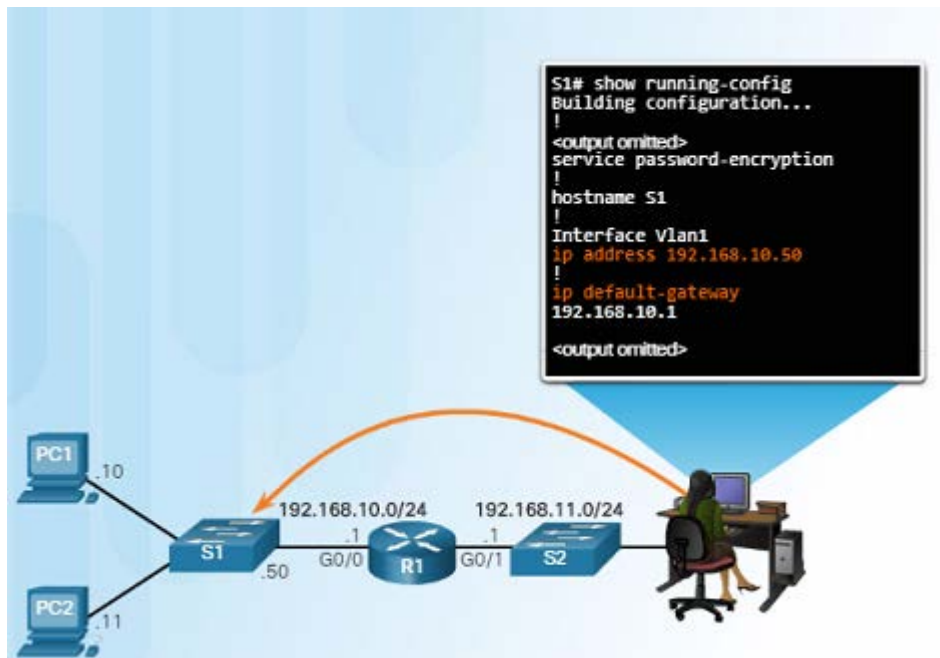 S1# show running-config
Building configuration...
!
<output omitted>
service password-encryption
!
hostname S1
!
Interface Vlan1
ip address 192.168.10.50
!
ip default-gateway
192.168.10.1
<output omitted>
PC1
.10
192.168.10.0/24
192.168.11.0/24
.1
.1
S1
G0/0
R1
G0/1
S2
.50
PC2
.11